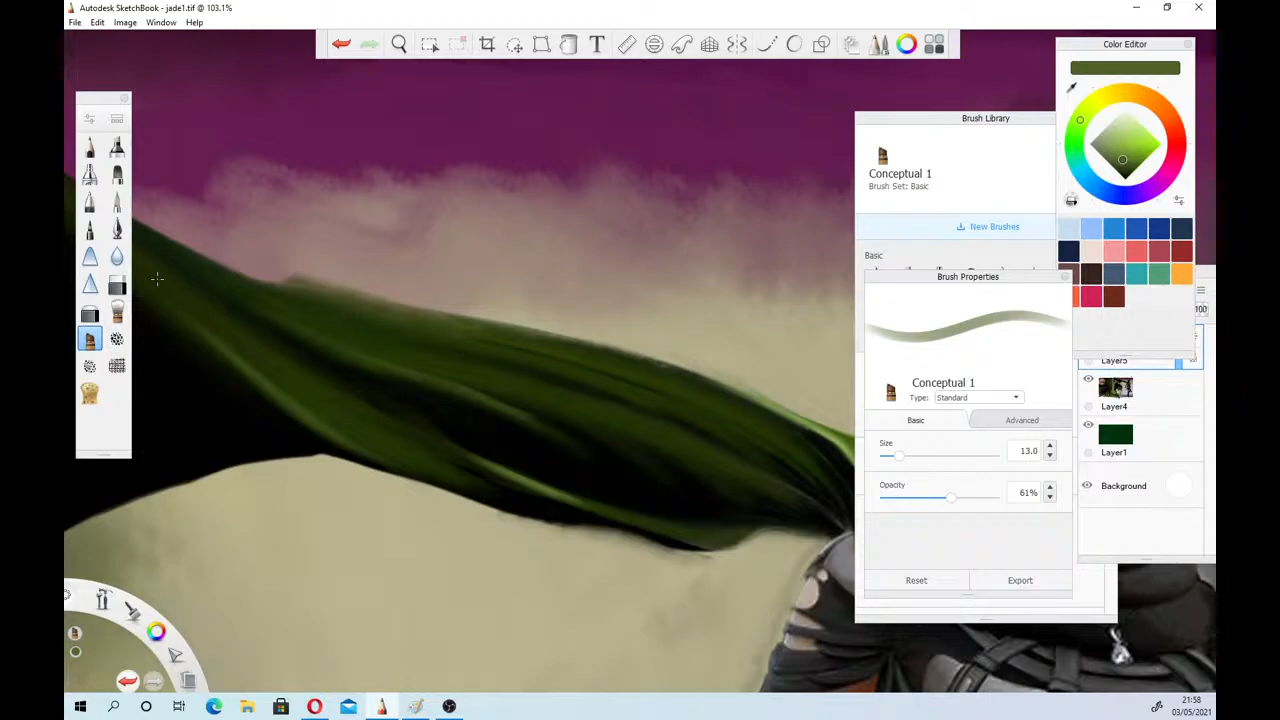 Autodesk SketchBook - jade1.tif @ 103.1%
File Edit Image Window Help
T
Color Editor
Brush Library
Conceptual 1
Brush Set: Basic
New Brushes
Basic
Brush Properties
100
Conceptual 1
Type: Standard
Basic Advanced
Size
13.0
Opacity
61%
Reset Export
Layer5
Layer4
Layer1
Background
21:58
03/05/2021